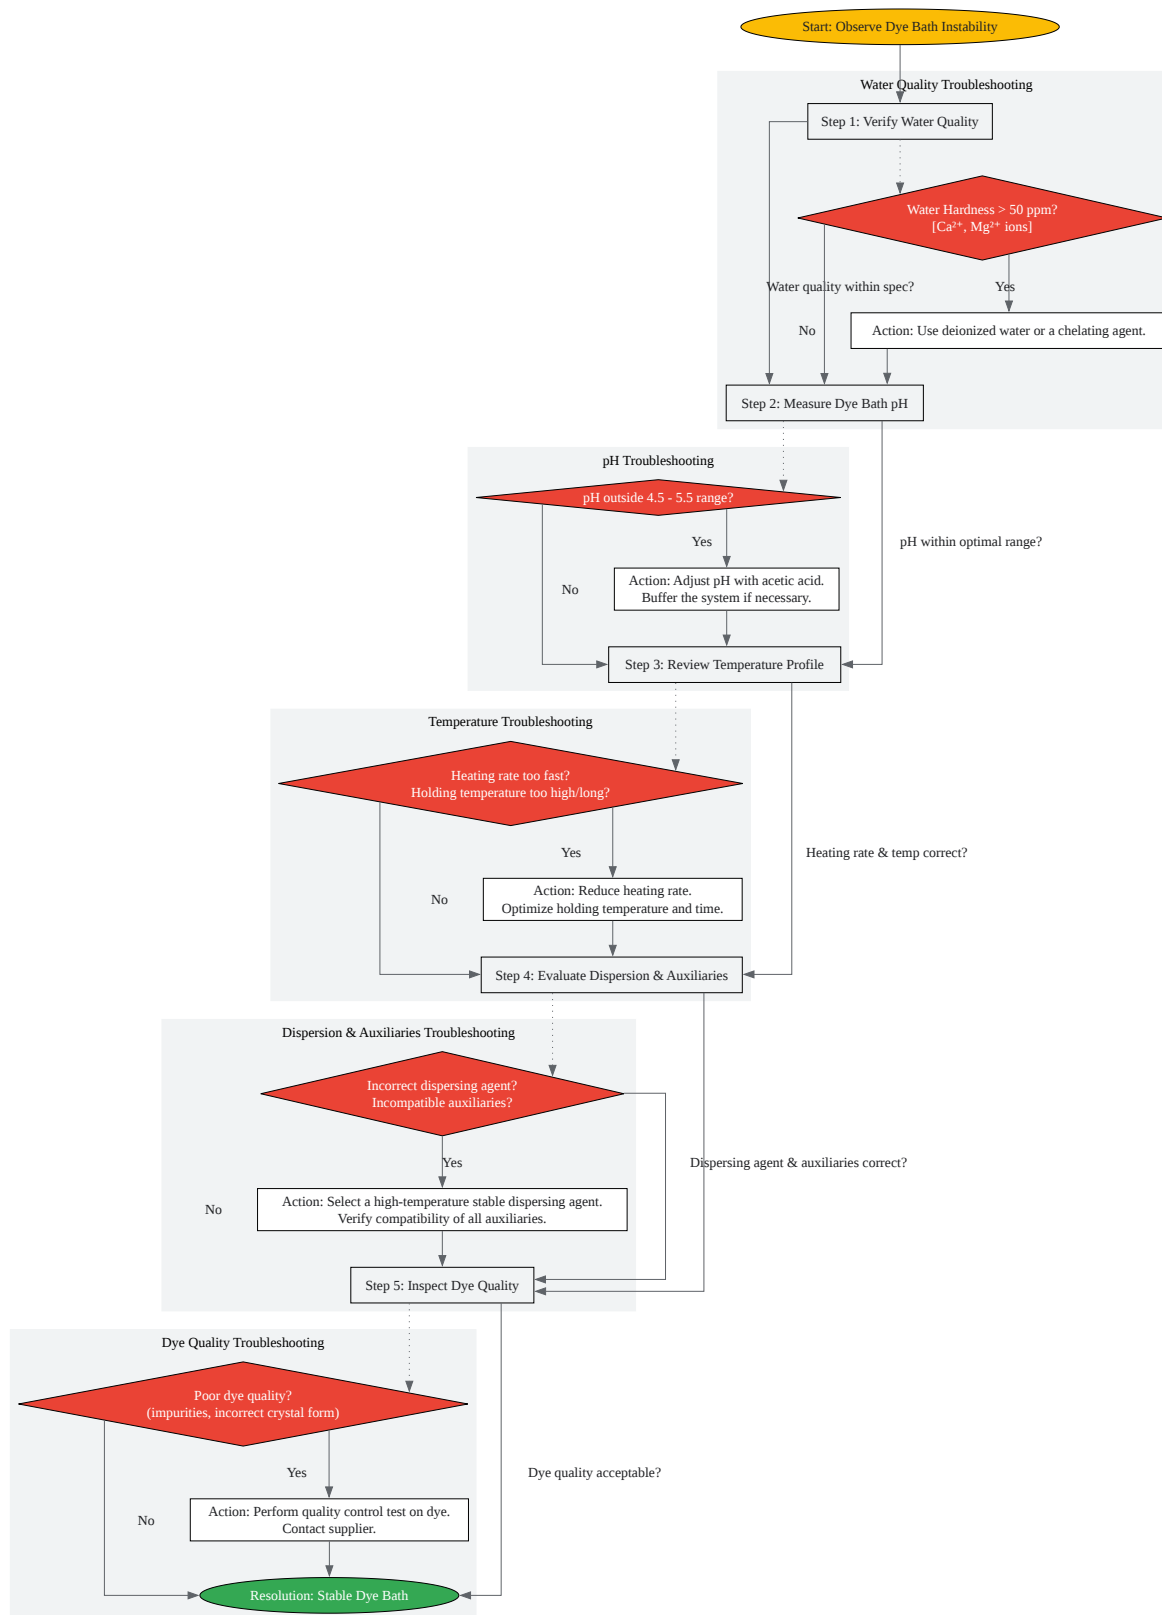 Start: Observe Dye Bath Instability
Water Quality Troubleshooting
Step 1: Verify Water Quality
Water Hardness > 50 ppm?
[Ca²⁺, Mg²⁺ ions]
Water quality within spec?
Yes
No
Action: Use deionized water or a chelating agent.
Step 2: Measure Dye Bath pH
pH Troubleshooting
pH outside 4.5 - 5.5 range?
Yes
pH within optimal range?
No
Action: Adjust pH with acetic acid.
Buffer the system if necessary.
Step 3: Review Temperature Profile
Temperature Troubleshooting
Heating rate too fast?
Holding temperature too high/long?
Yes
Heating rate & temp correct?
No
Action: Reduce heating rate.
Optimize holding temperature and time.
Step 4: Evaluate Dispersion & Auxiliaries
Dispersion & Auxiliaries Troubleshooting
Incorrect dispersing agent?
Incompatible auxiliaries?
Yes
Dispersing agent & auxiliaries correct?
No
Action: Select a high-temperature stable dispersing agent.
Verify compatibility of all auxiliaries.
Step 5: Inspect Dye Quality
Dye Quality Troubleshooting
Poor dye quality?
(impurities, incorrect crystal form)
Yes
Dye quality acceptable?
No
Action: Perform quality control test on dye.
Contact supplier.
Resolution: Stable Dye Bath